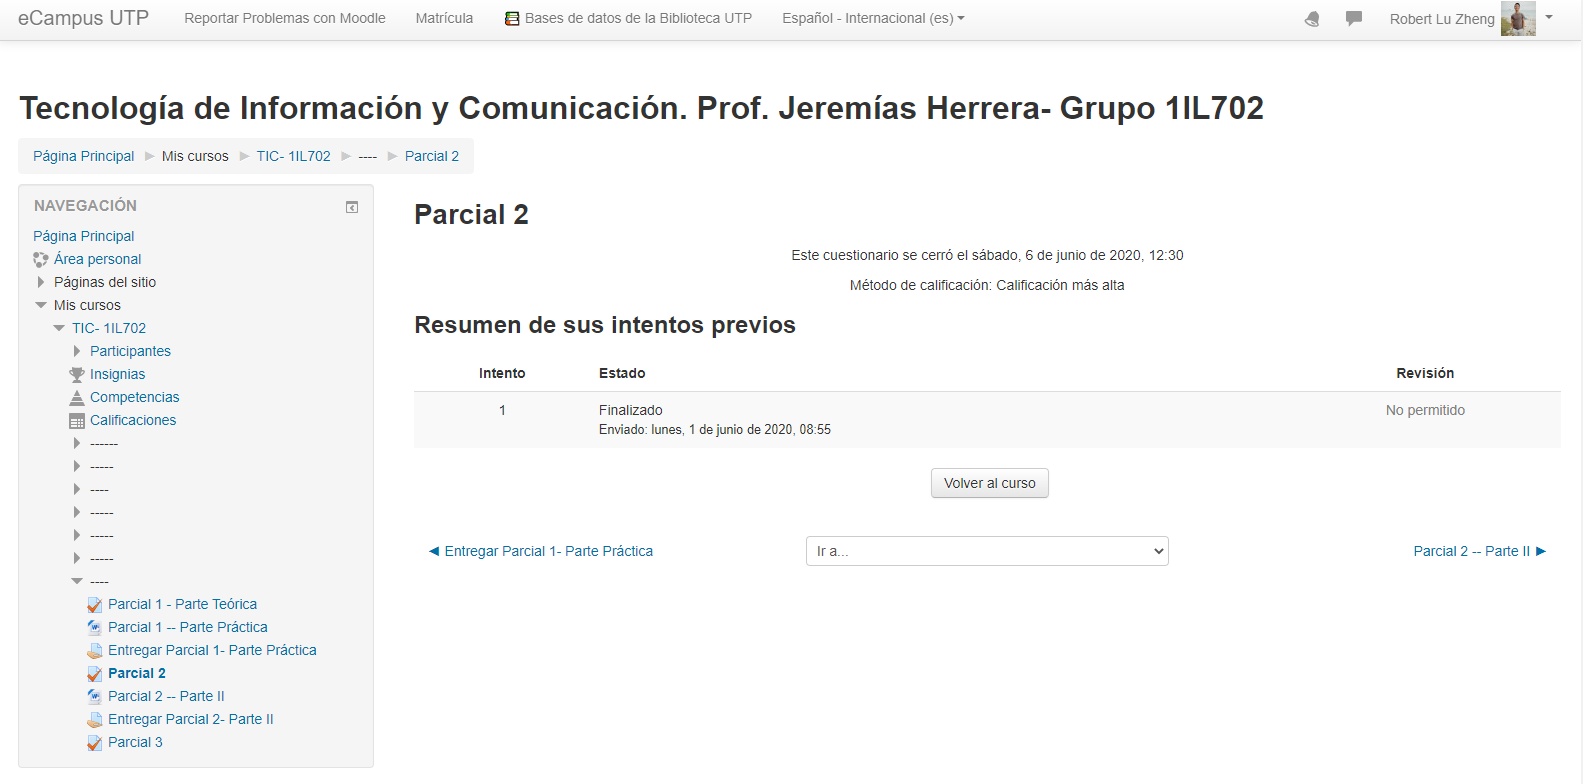 eCampus UTP Reportar Problemas con Moodle Matrícula Bases de datos de la Biblioteca UTP Español - Internacional (es) Robert Lu Zheng
Tecnología de Información y Comunicación. Prof. Jeremías Herrera- Grupo 1IL702
Página Principal Mis cursos TIC- 1IL702 ---- Parcial 2
NAVEGACIÓN
Página Principal
Área personal
Páginas del sitio
Mis cursos
TIC- 1IL702
Participantes
Insignias
Competencias
Calificaciones
------
-----
----
-----
-----
-----
----
Parcial 1 - Parte Teórica
Parcial 1 -- Parte Práctica
Entregar Parcial 1- Parte Práctica
Parcial 2
Parcial 2 -- Parte II
Entregar Parcial 2- Parte II
Parcial 3
Parcial 2
Este cuestionario se cerró el sábado, 6 de junio de 2020, 12:30
Método de calificación: Calificación más alta
Resumen de sus intentos previos
Intento Estado Revisión
1 Finalizado No permitido
Enviado: lunes, 1 de junio de 2020, 08:55
Volver al curso
◄ Entregar Parcial 1- Parte Práctica Ir a... Parcial 2 -- Parte II ►